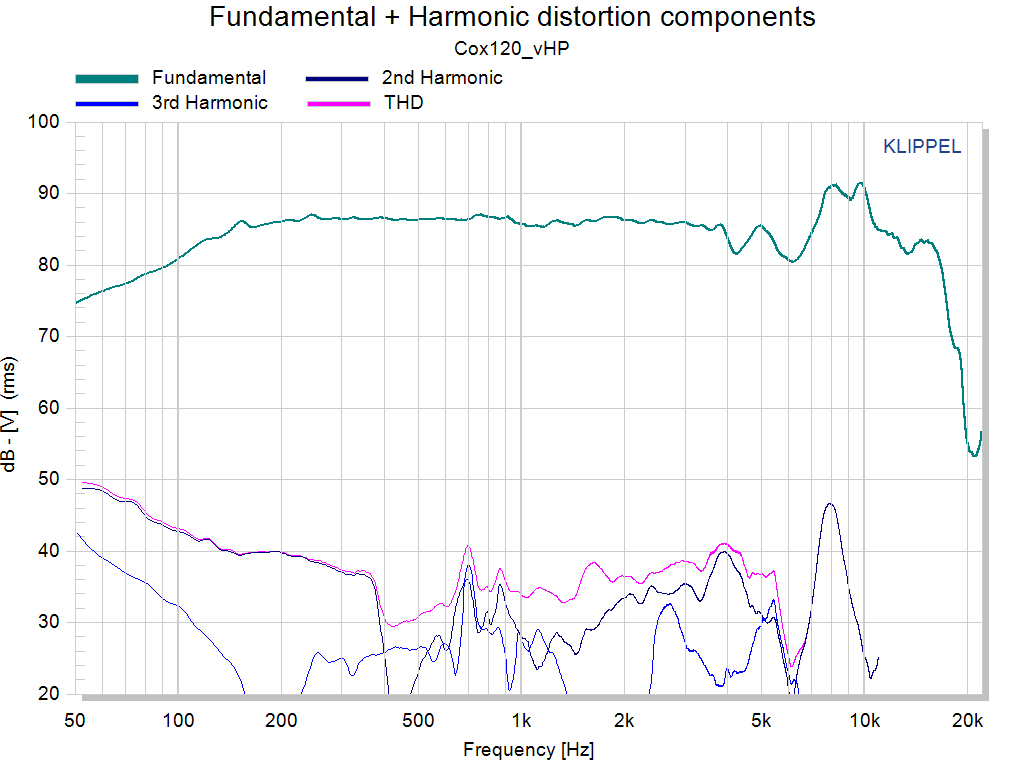 Fundamental + Harmonic distortion components
Cox120_vHP
Fundamental 2nd Harmonic
3rd Harmonic THD
KLIPPEL
100
90
80
70
60
50
40
30
20
dB - [V] (rms)
50 100 200 500 1k 2k 5k 10k 20k
Frequency [Hz]